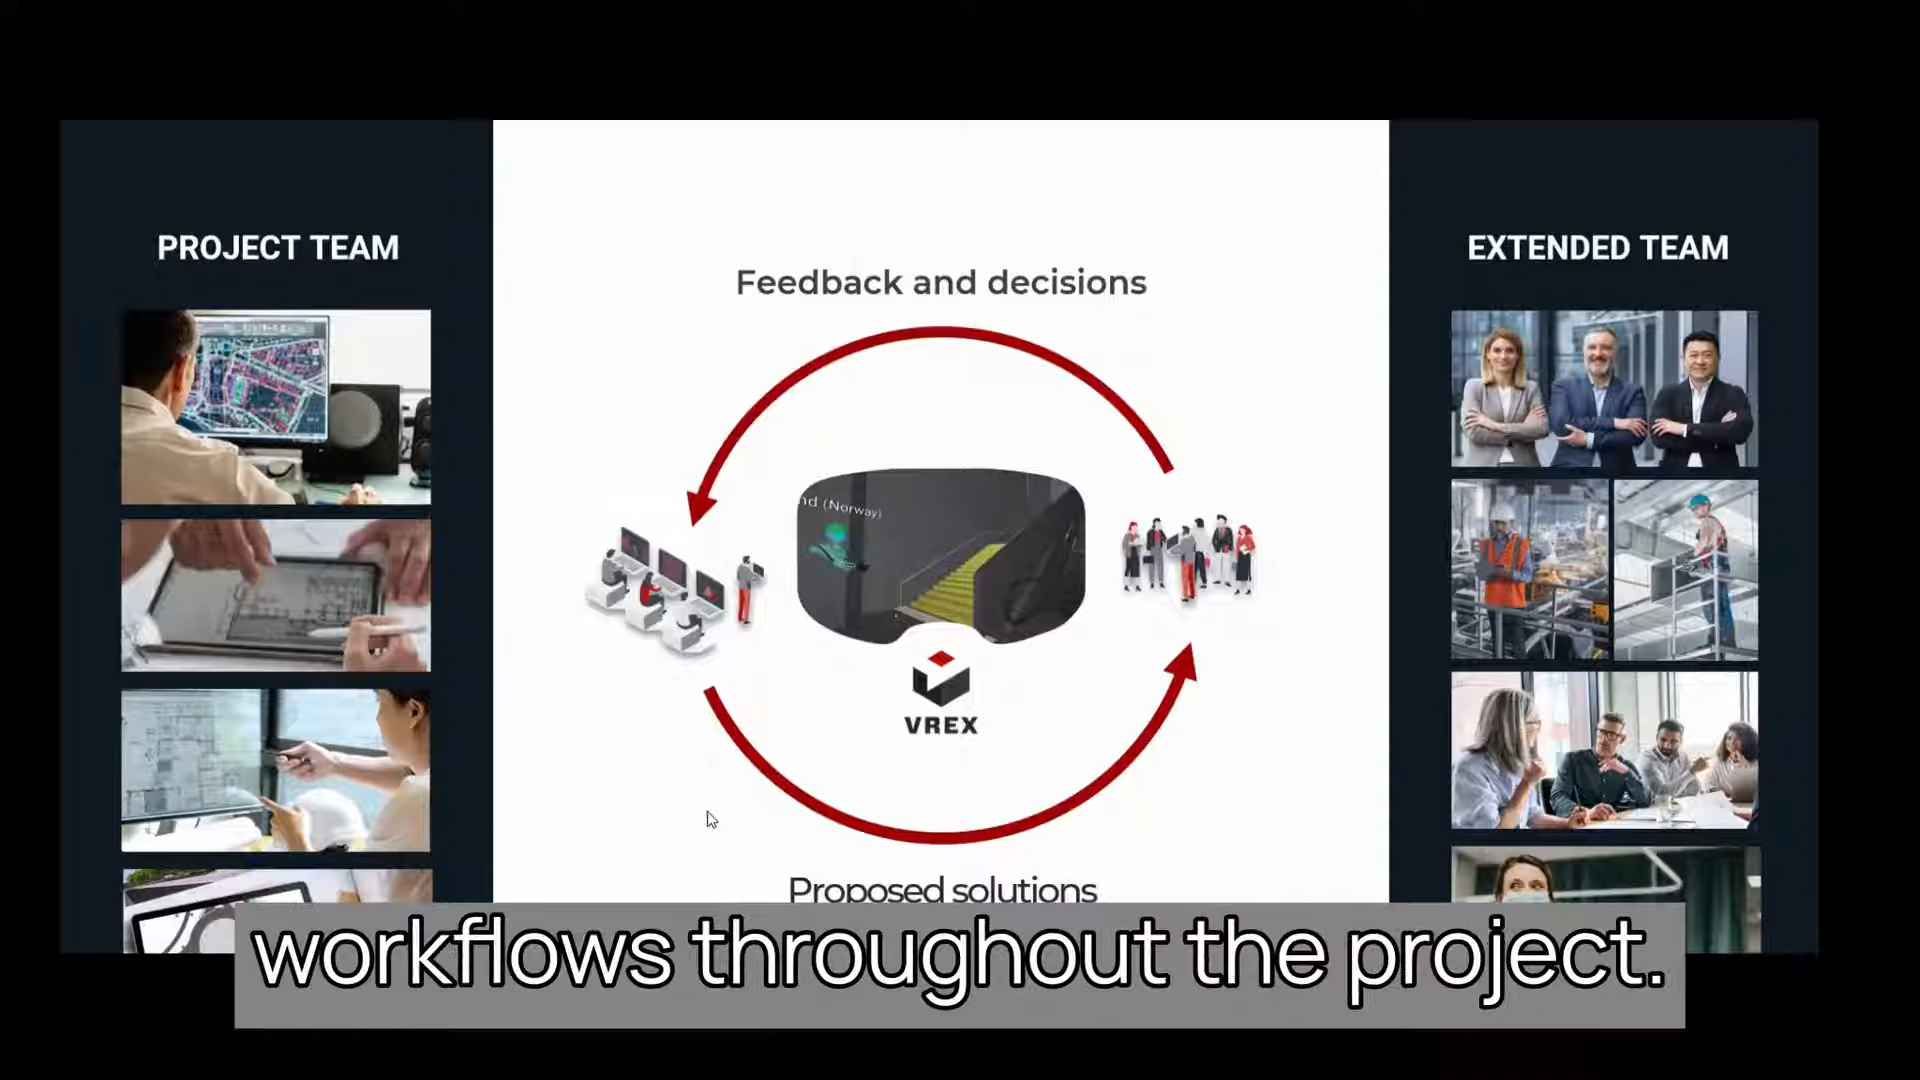 PROJECT TEAM
EXTENDED TEAM
Feedback and decisions
nd (Norway)
VREX
Proposed solutions
workflows throughout the project.